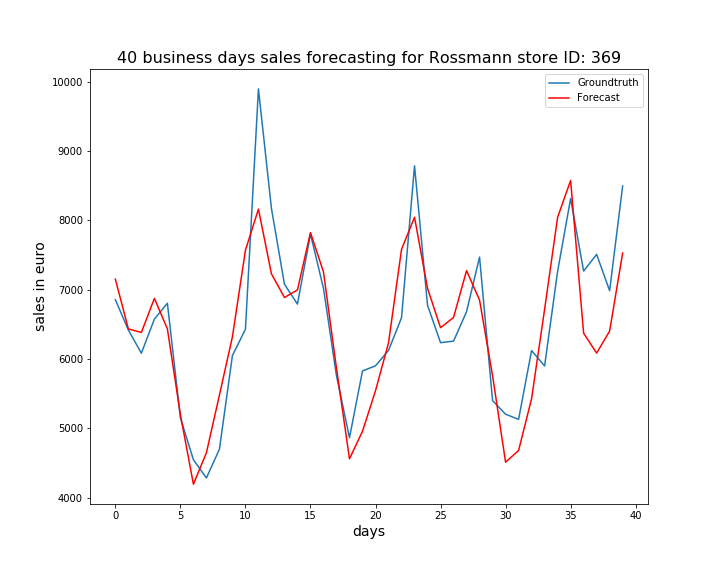 40 business days sales forecasting for Rossmann store ID: 369
Groundtruth
Forecast
10000
9000
8000
7000
6000
5000
4000
sales in euro
0 5 10 15 20 25 30 35 40
days